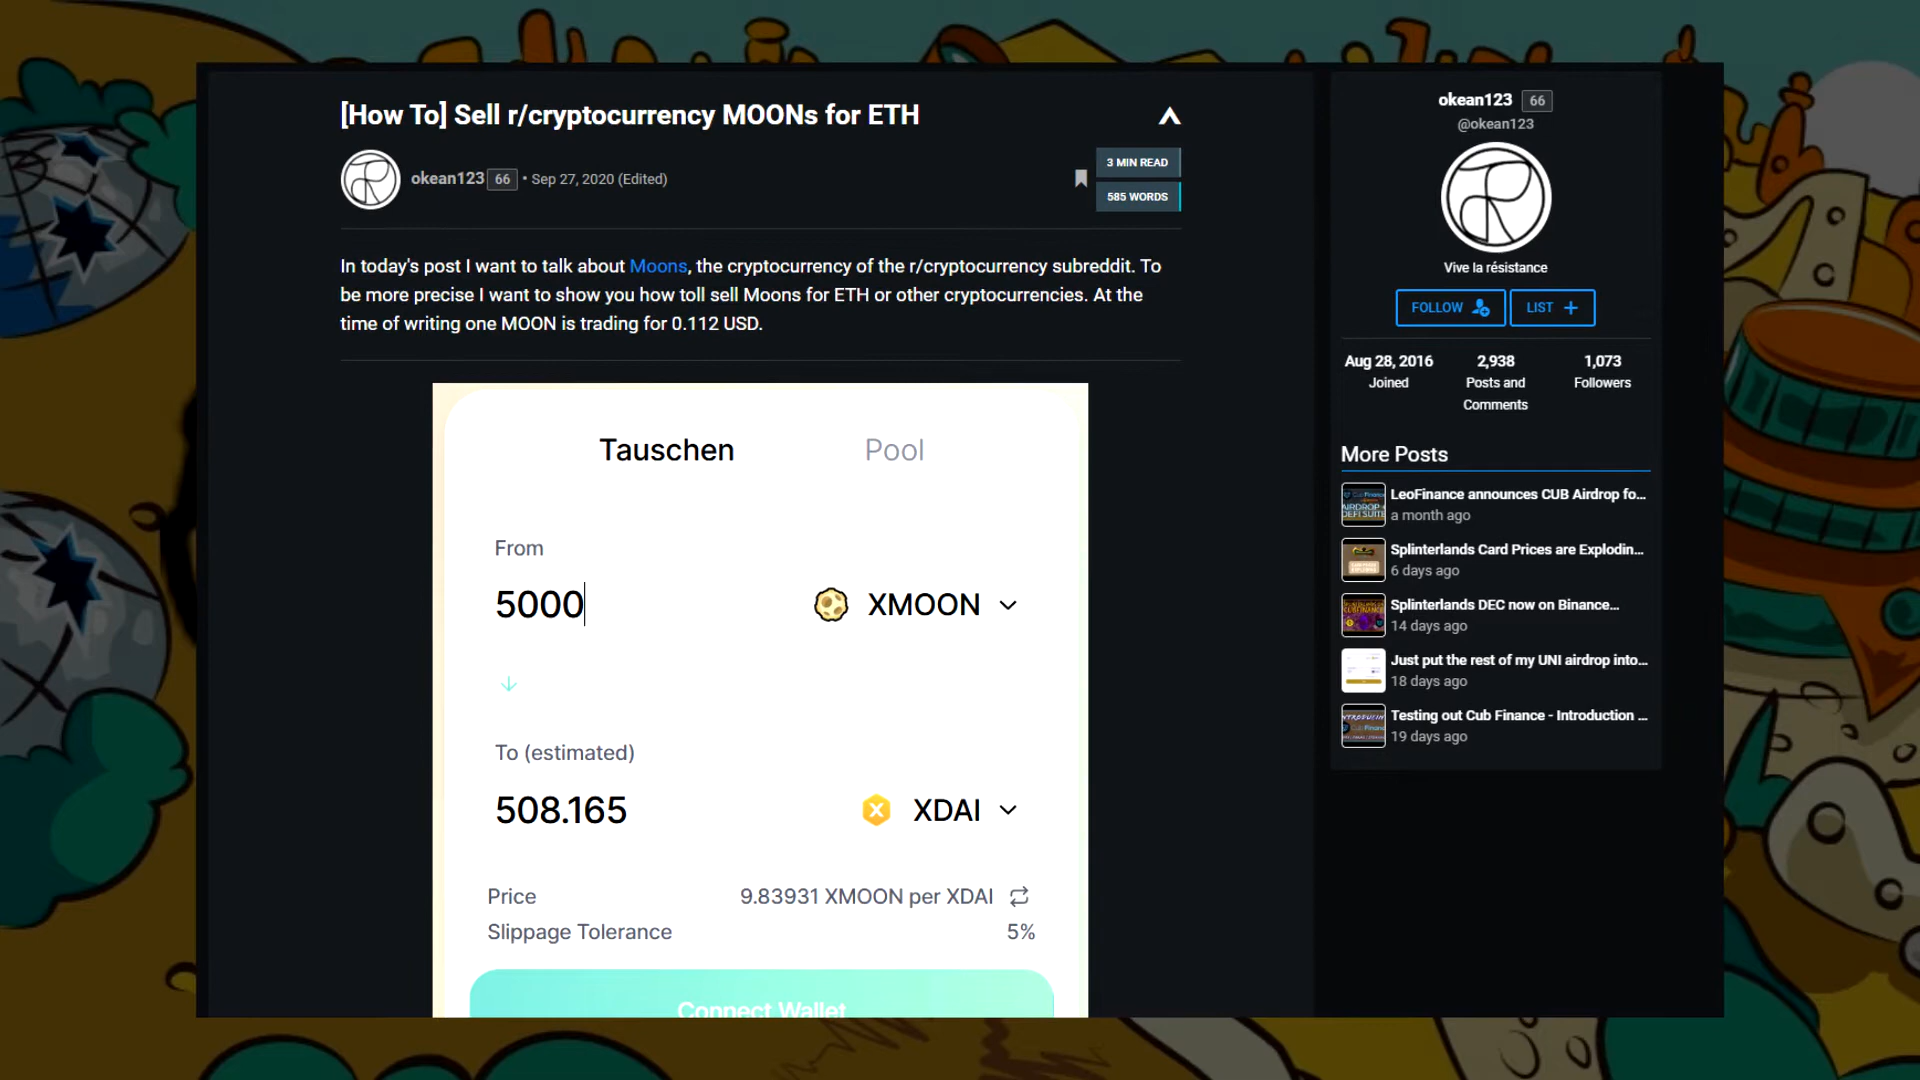 [How To] Sell r/cryptocurrency MOONs for ETH
okean123 66 • Sep 27, 2020 (Edited)
3 MIN READ
585 WORDS
In today's post I want to talk about Moons, the cryptocurrency of the r/cryptocurrency subreddit. To
be more precise I want to show you how toll sell Moons for ETH or other cryptocurrencies. At the
time of writing one MOON is trading for 0.112 USD.
Tauschen
Pool
From
5000
XMOON
To (estimated)
508.165
XDAI
Price
9.83931 XMOON per XDAI
Slippage Tolerance
5%
Connect Wallet
okean123 66
@okean123
Vive la résistance
FOLLOW
LIST
Aug 28, 2016
Joined
2,938
Posts and
Comments
1,073
Followers
More Posts
LeoFinance announces CUB Airdrop fo...
a month ago
Splinterlands Card Prices are Explodin...
6 days ago
Splinterlands DEC now on Binance...
14 days ago
Just put the rest of my UNI airdrop into...
18 days ago
Testing out Cub Finance - Introduction ...
19 days ago